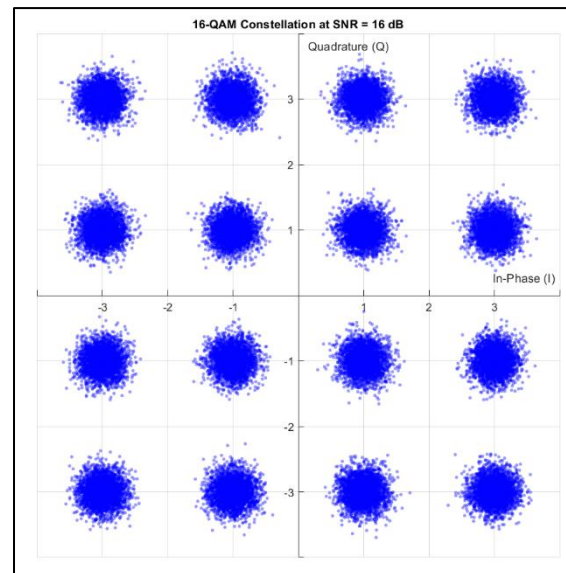 16-QAM Constellation at SNR = 16 dB
Quadrature (Q)
3
2
1
In-Phase (I)
-3 -2 -1 1 2 3
-1
-2
-3